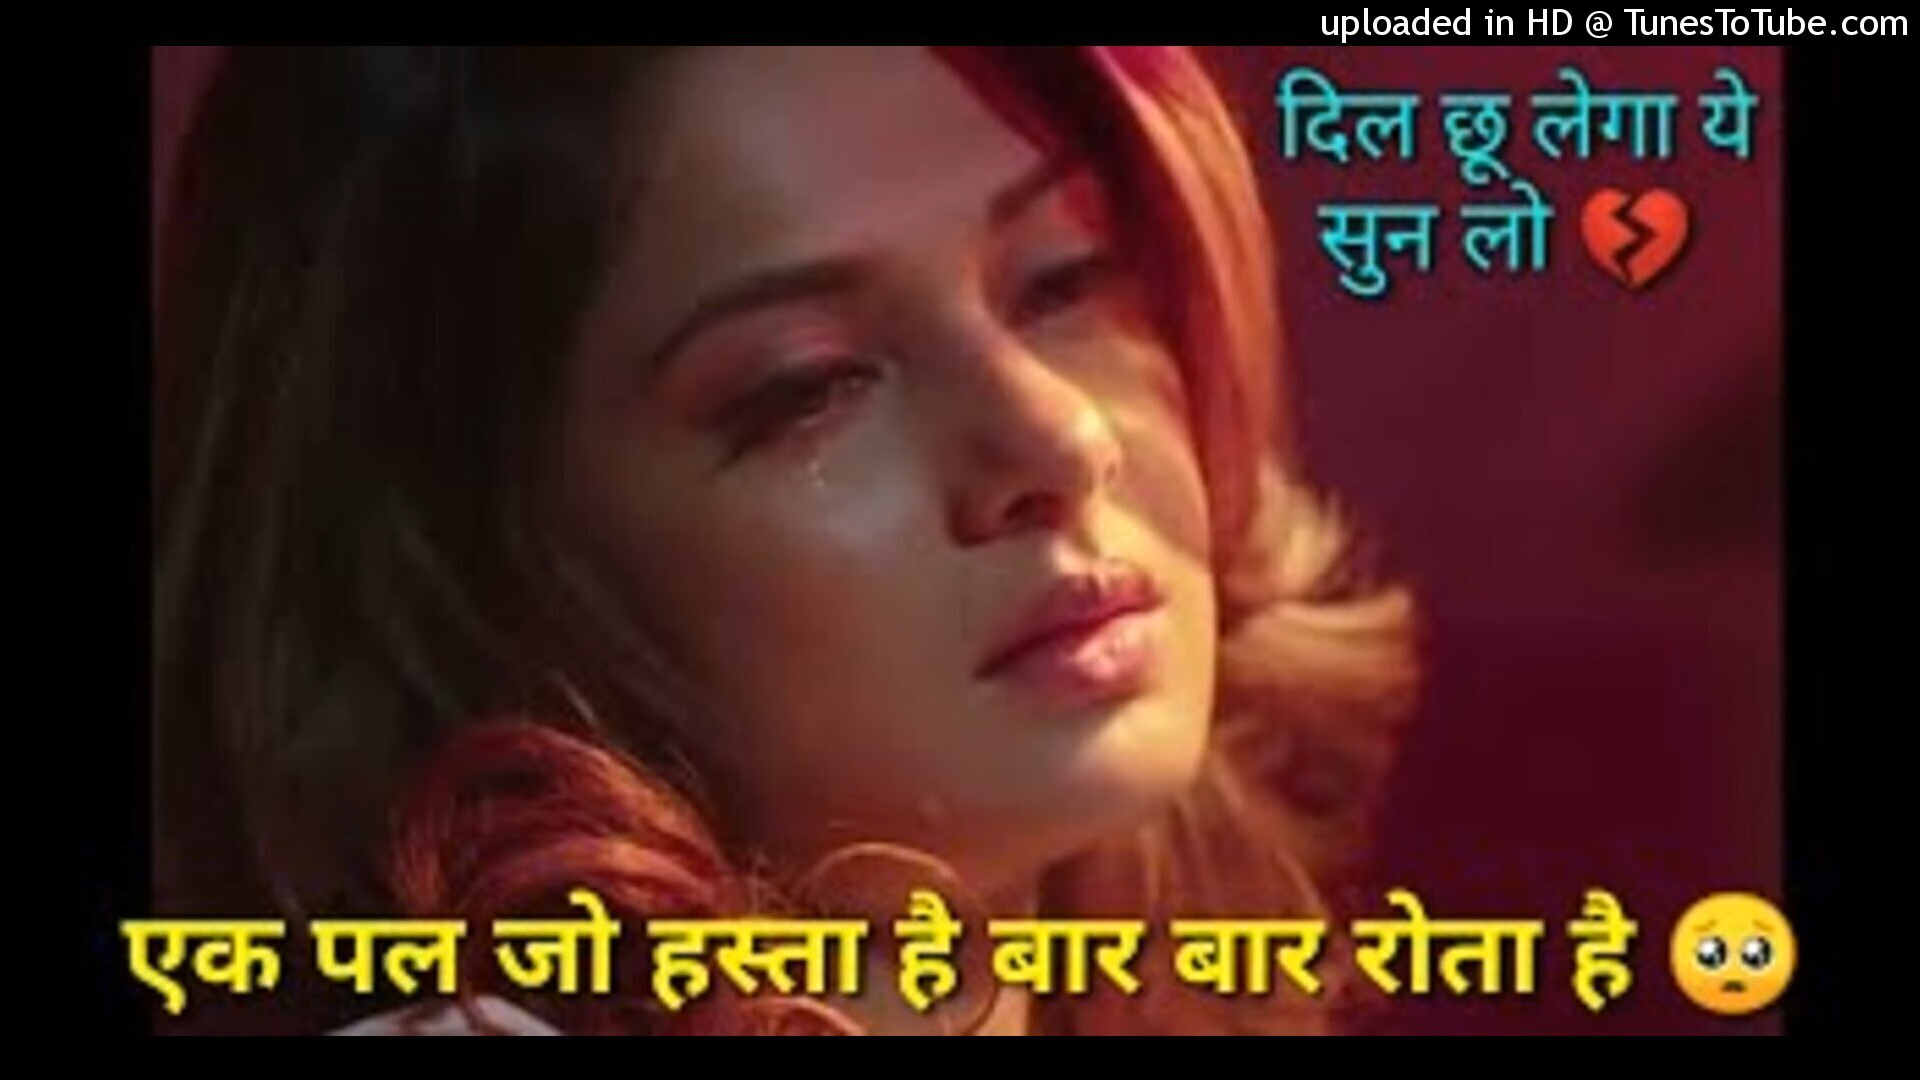 uploaded in HD @ TunesToTube.com
दिल छू लेगा ये
सुन लो 💔
एक पल जो हस्ता है बार बार रोता है 🥺